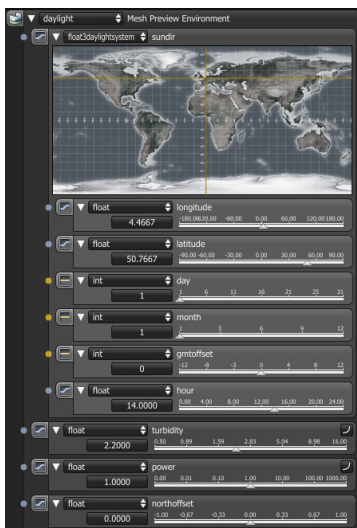 daylight Mesh Preview Environment
float3daylightsystem sundir
float longitude
4.4667 -180.00 120.00 -60,00 0,00 60,00 120,00 180.00
float latitude
50.7667 -90.00 -60,00 -30,00 0,00 30,00 60,00 90.00
int day
1 1 6 11 16 21 25 31
int month
1 1 3 6 9 12
int gmtoffset
0 -12 -8 -3 0 4 8 12
float hour
14.0000 0.00 4,00 8,00 12,00 16,00 20,00 24.00
float turbidity
2.2000 0.50 0,89 1,59 2,83 5,04 8,98 16.00
float power
1.0000 0.00 0,01 0,10 1,00 10,00 100,00 1000.00
float northoffset
0.0000 -1.00 -0,67 -0,33 0,00 0,33 0,67 1.00